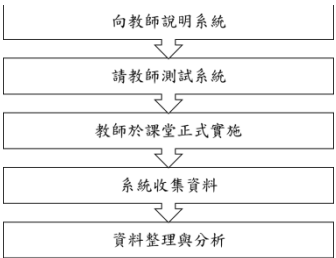 向教師說明系統
請教師測試系統
教師於課堂正式實施
系統收集資料
資料整理與分析